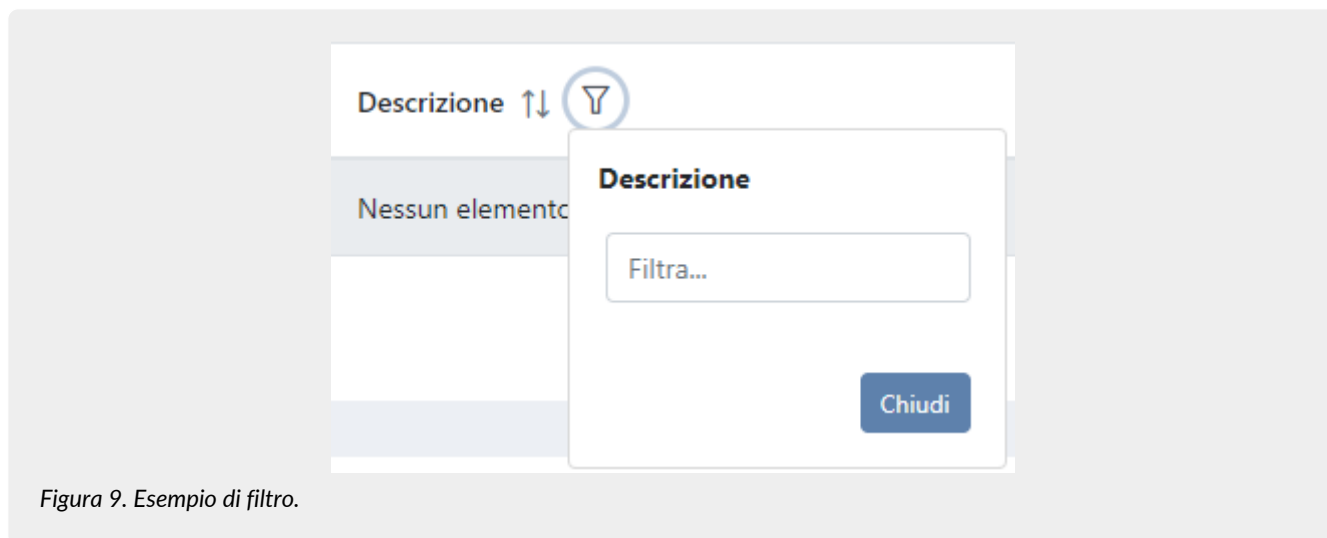 Descrizione
Descrizione
Nessun elemento
Filtra...
Chiudi
Figura 9. Esempio di filtro.